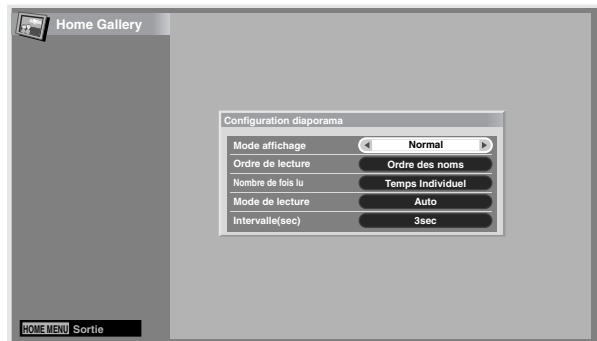 Home Gallery
Configuration diaporama
Mode affichage Normal
Ordre de lecture Ordre des noms
Nombre de fois lu Temps Individuel
Mode de lecture Auto
Intervalle(sec) 3sec
HOME MENU Sortie